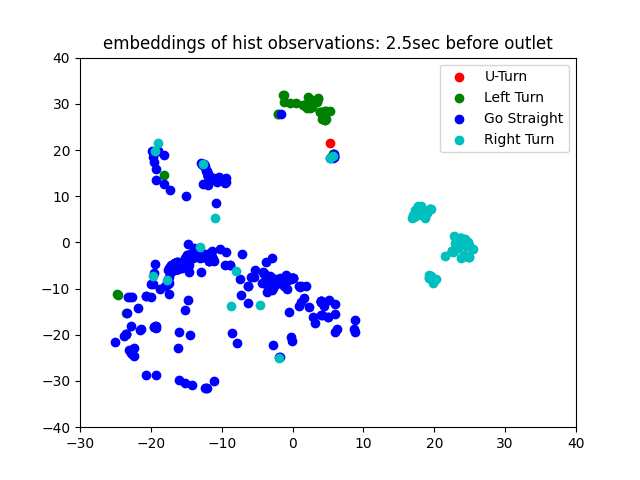 embeddings of hist observations: 2.5sec before outlet
U-Turn
Left Turn
Go Straight
Right Turn
40
30
20
10
0
−10
−20
−30
−40
−30 −20 −10 0 10 20 30 40